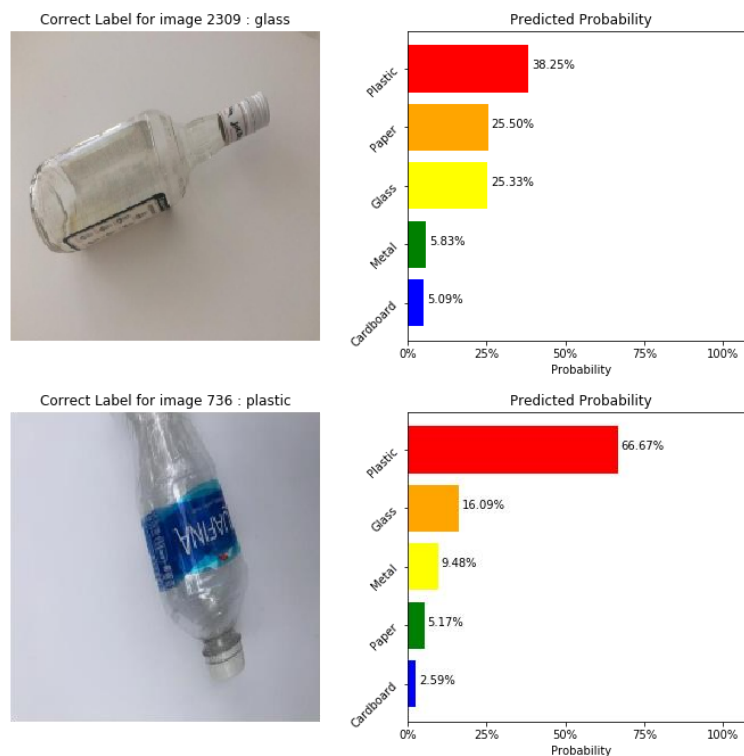 Correct Label for image 2309 : glass
Predicted Probability
Plastic
38.25%
Paper
25.50%
Glass
25.33%
Metal
5.83%
Cardboard
5.09%
0% 25% 50% 75% 100%
Probability
Correct Label for image 736 : plastic
Predicted Probability
UAFINA
Plastic
66.67%
Glass
16.09%
Metal
9.48%
Paper
5.17%
Cardboard
2.59%
0% 25% 50% 75% 100%
Probability